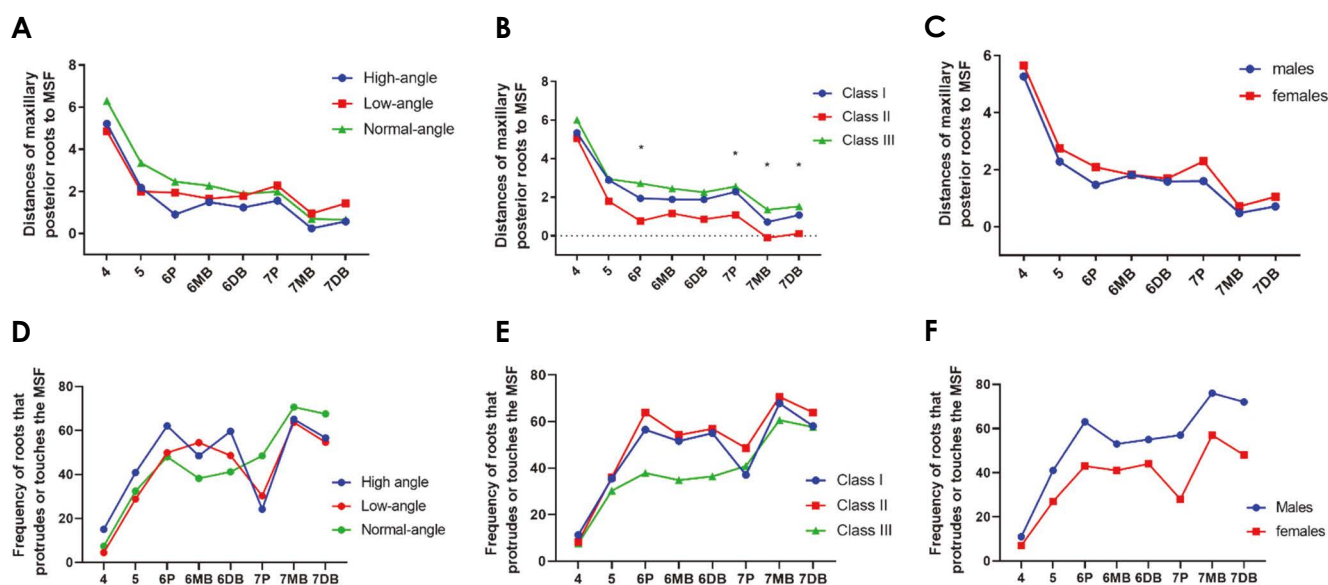 A
Distances of maxillary
posterior roots to MSF
8
6
4
2
0
High-angle
Low-angle
Normal-angle
4 5 6P 6MB 6DB 7P 7MB 7DB
B
Distances of maxillary
posterior roots to MSF
8
6
4
2
0
* * * *
Class I
Class II
Class III
4 5 6P 6MB 6DB 7P 7MB 7DB
C
Distances of maxillary
posterior roots to MSF
6
4
2
0
males
females
4 5 6P 6MB 6DB 7P 7MB 7DB
D
Frequency of roots that
protrudes or touches the MSF
80
60
40
20
0
High angle
Low-angle
Normal-angle
4 5 6P 6MB 6DB 7P 7MB 7DB
E
Frequency of roots that
protrudes or touches the MSF
80
60
40
20
0
Class I
Class II
Class III
4 5 6P 6MB 6DB 7P 7MB 7DB
F
Frequency of roots that
protrudes or touches the MSF
80
60
40
20
0
Males
females
4 5 6P 6MB 6DB 7P 7MB 7DB